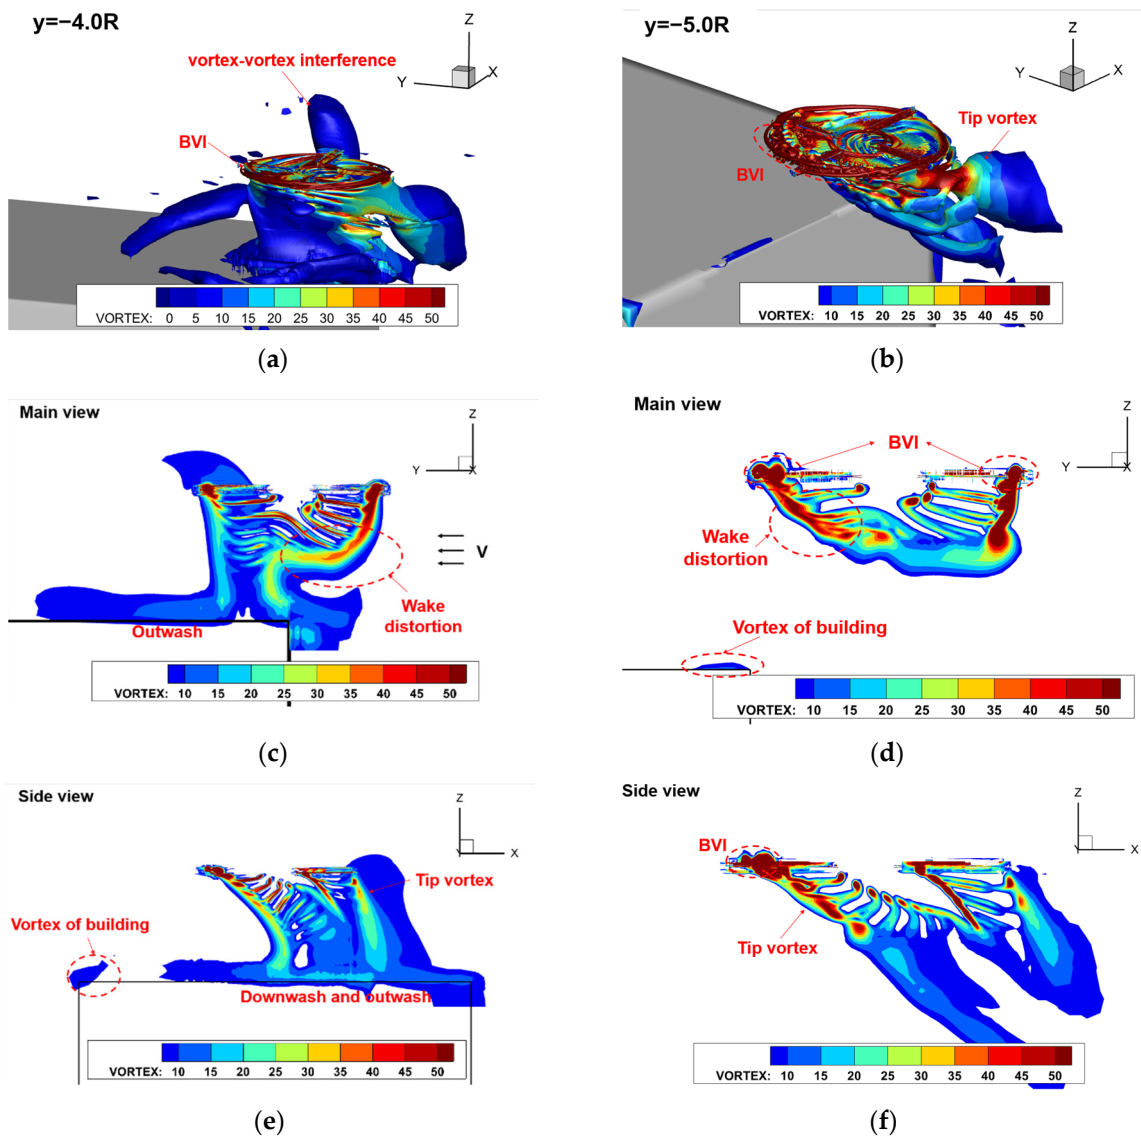 y=−4.0R
Z
X
Y
vortex-vortex interference
BVI
VORTEX: 0 5 10 15 20 25 30 35 40 45 50
(a)
y=−5.0R
Z
Y
X
Tip vortex
BVI
VORTEX: 10 15 20 25 30 35 40 45 50
(b)
Main view
Z
Y
X
V
Wake
distortion
Outwash
VORTEX: 10 15 20 25 30 35 40 45 50
(c)
Main view
Z
Y
X
BVI
Wake
distortion
Vortex of building
VORTEX: 10 15 20 25 30 35 40 45 50
(d)
Side view
Z
Y
X
Tip vortex
Vortex of building
Downwash and outwash
VORTEX: 10 15 20 25 30 35 40 45 50
(e)
Side view
Z
Y
X
BVI
Tip vortex
VORTEX: 10 15 20 25 30 35 40 45 50
(f)